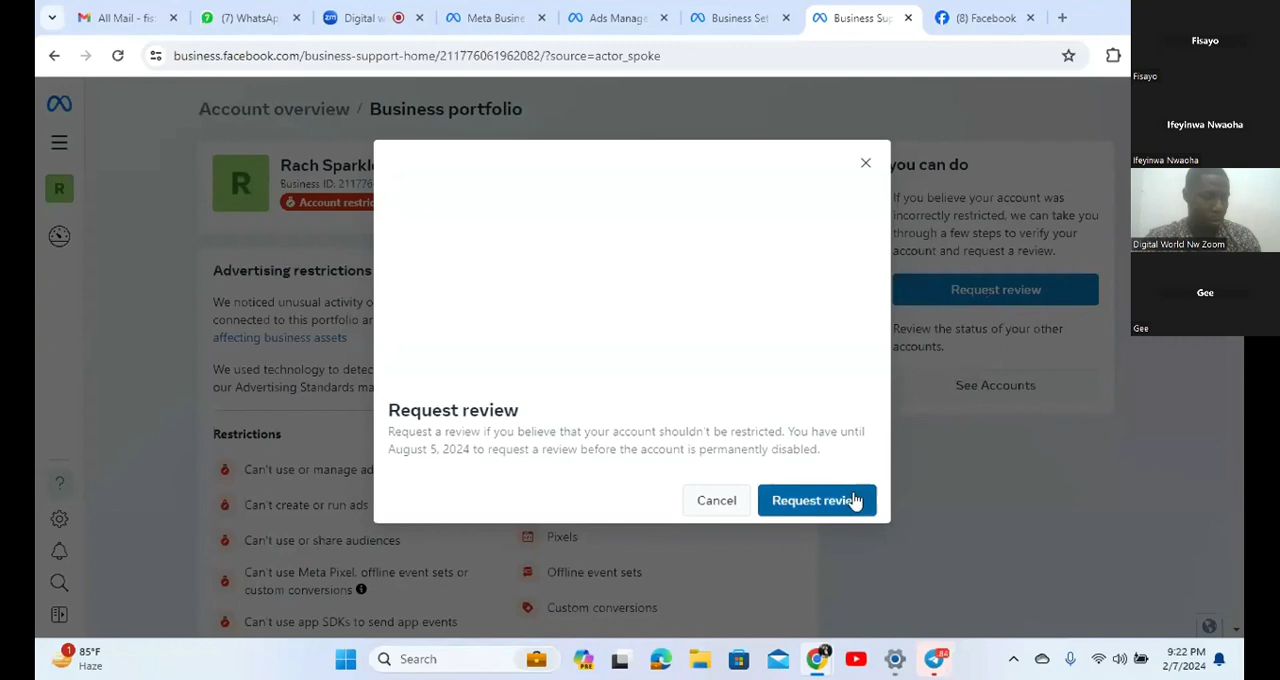 All Mail - fis
(7) WhatsAp
Digital w
Meta Busine
Ads Manage
Business Set
Business Sup
(8) Facebook
business.facebook.com/business-support-home/211776061962082/?source=actor_spoke
Account overview / Business portfolio
R
R
Rach Sparkle
Business ID: 211776
Account restric
Advertising restrictions
We noticed unusual activity o
connected to this portfolio ar
affecting business assets
We used technology to detec
our Advertising Standards ma
Restrictions
Can't use or manage ad
Can't create or run ads
Can't use or share audiences
Can't use Meta Pixel, offline event sets or
custom conversions
Can't use app SDKs to send app events
Pixels
Offline event sets
Custom conversions
Request review
Request a review if you believe that your account shouldn't be restricted. You have until
August 5, 2024 to request a review before the account is permanently disabled.
Cancel
Request review
you can do
If you believe your account was
incorrectly restricted, we can take you
through a few steps to verify your
account and request a review.
Request review
Review the status of your other
accounts.
See Accounts
Fisayo
Fisayo
Ifeyinwa Nwaoha
Ifeyinwa Nwaoha
Digital World Nw Zoom
Gee
Gee
1
85°F
Haze
Search
PRE
84
9:22 PM
2/7/2024